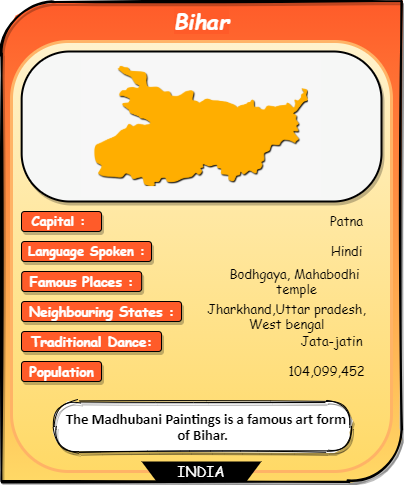 Bihar
Capital : Patna
Language Spoken : Hindi
Famous Places : Bodhgaya, Mahabodhi
temple
Neighbouring States : Jharkhand,Uttar pradesh,
West bengal
Traditional Dance: Jata-jatin
Population 104,099,452
The Madhubani Paintings is a famous art form
of Bihar.
INDIA